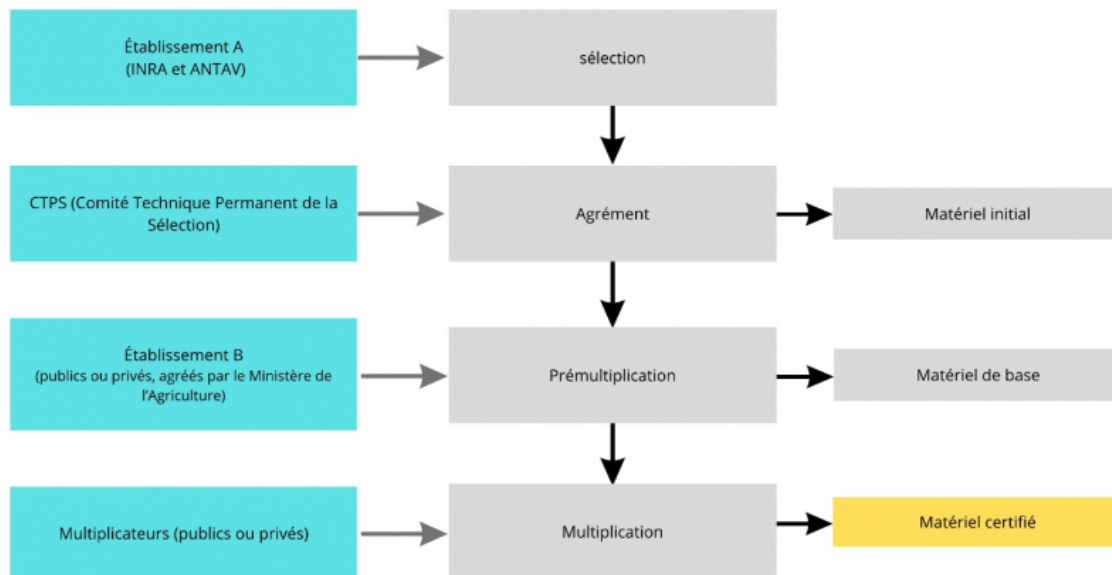 Établissement A
(INRA et ANTAV)
sélection
CTPS (Comité Technique Permanent de la
Sélection)
Agrément
Matériel initial
Établissement B
(publics ou privés, agréés par le Ministère de
l'Agriculture)
Prémultiplication
Matériel de base
Multiplicateurs (publics ou privés)
Multiplication
Matériel certifié